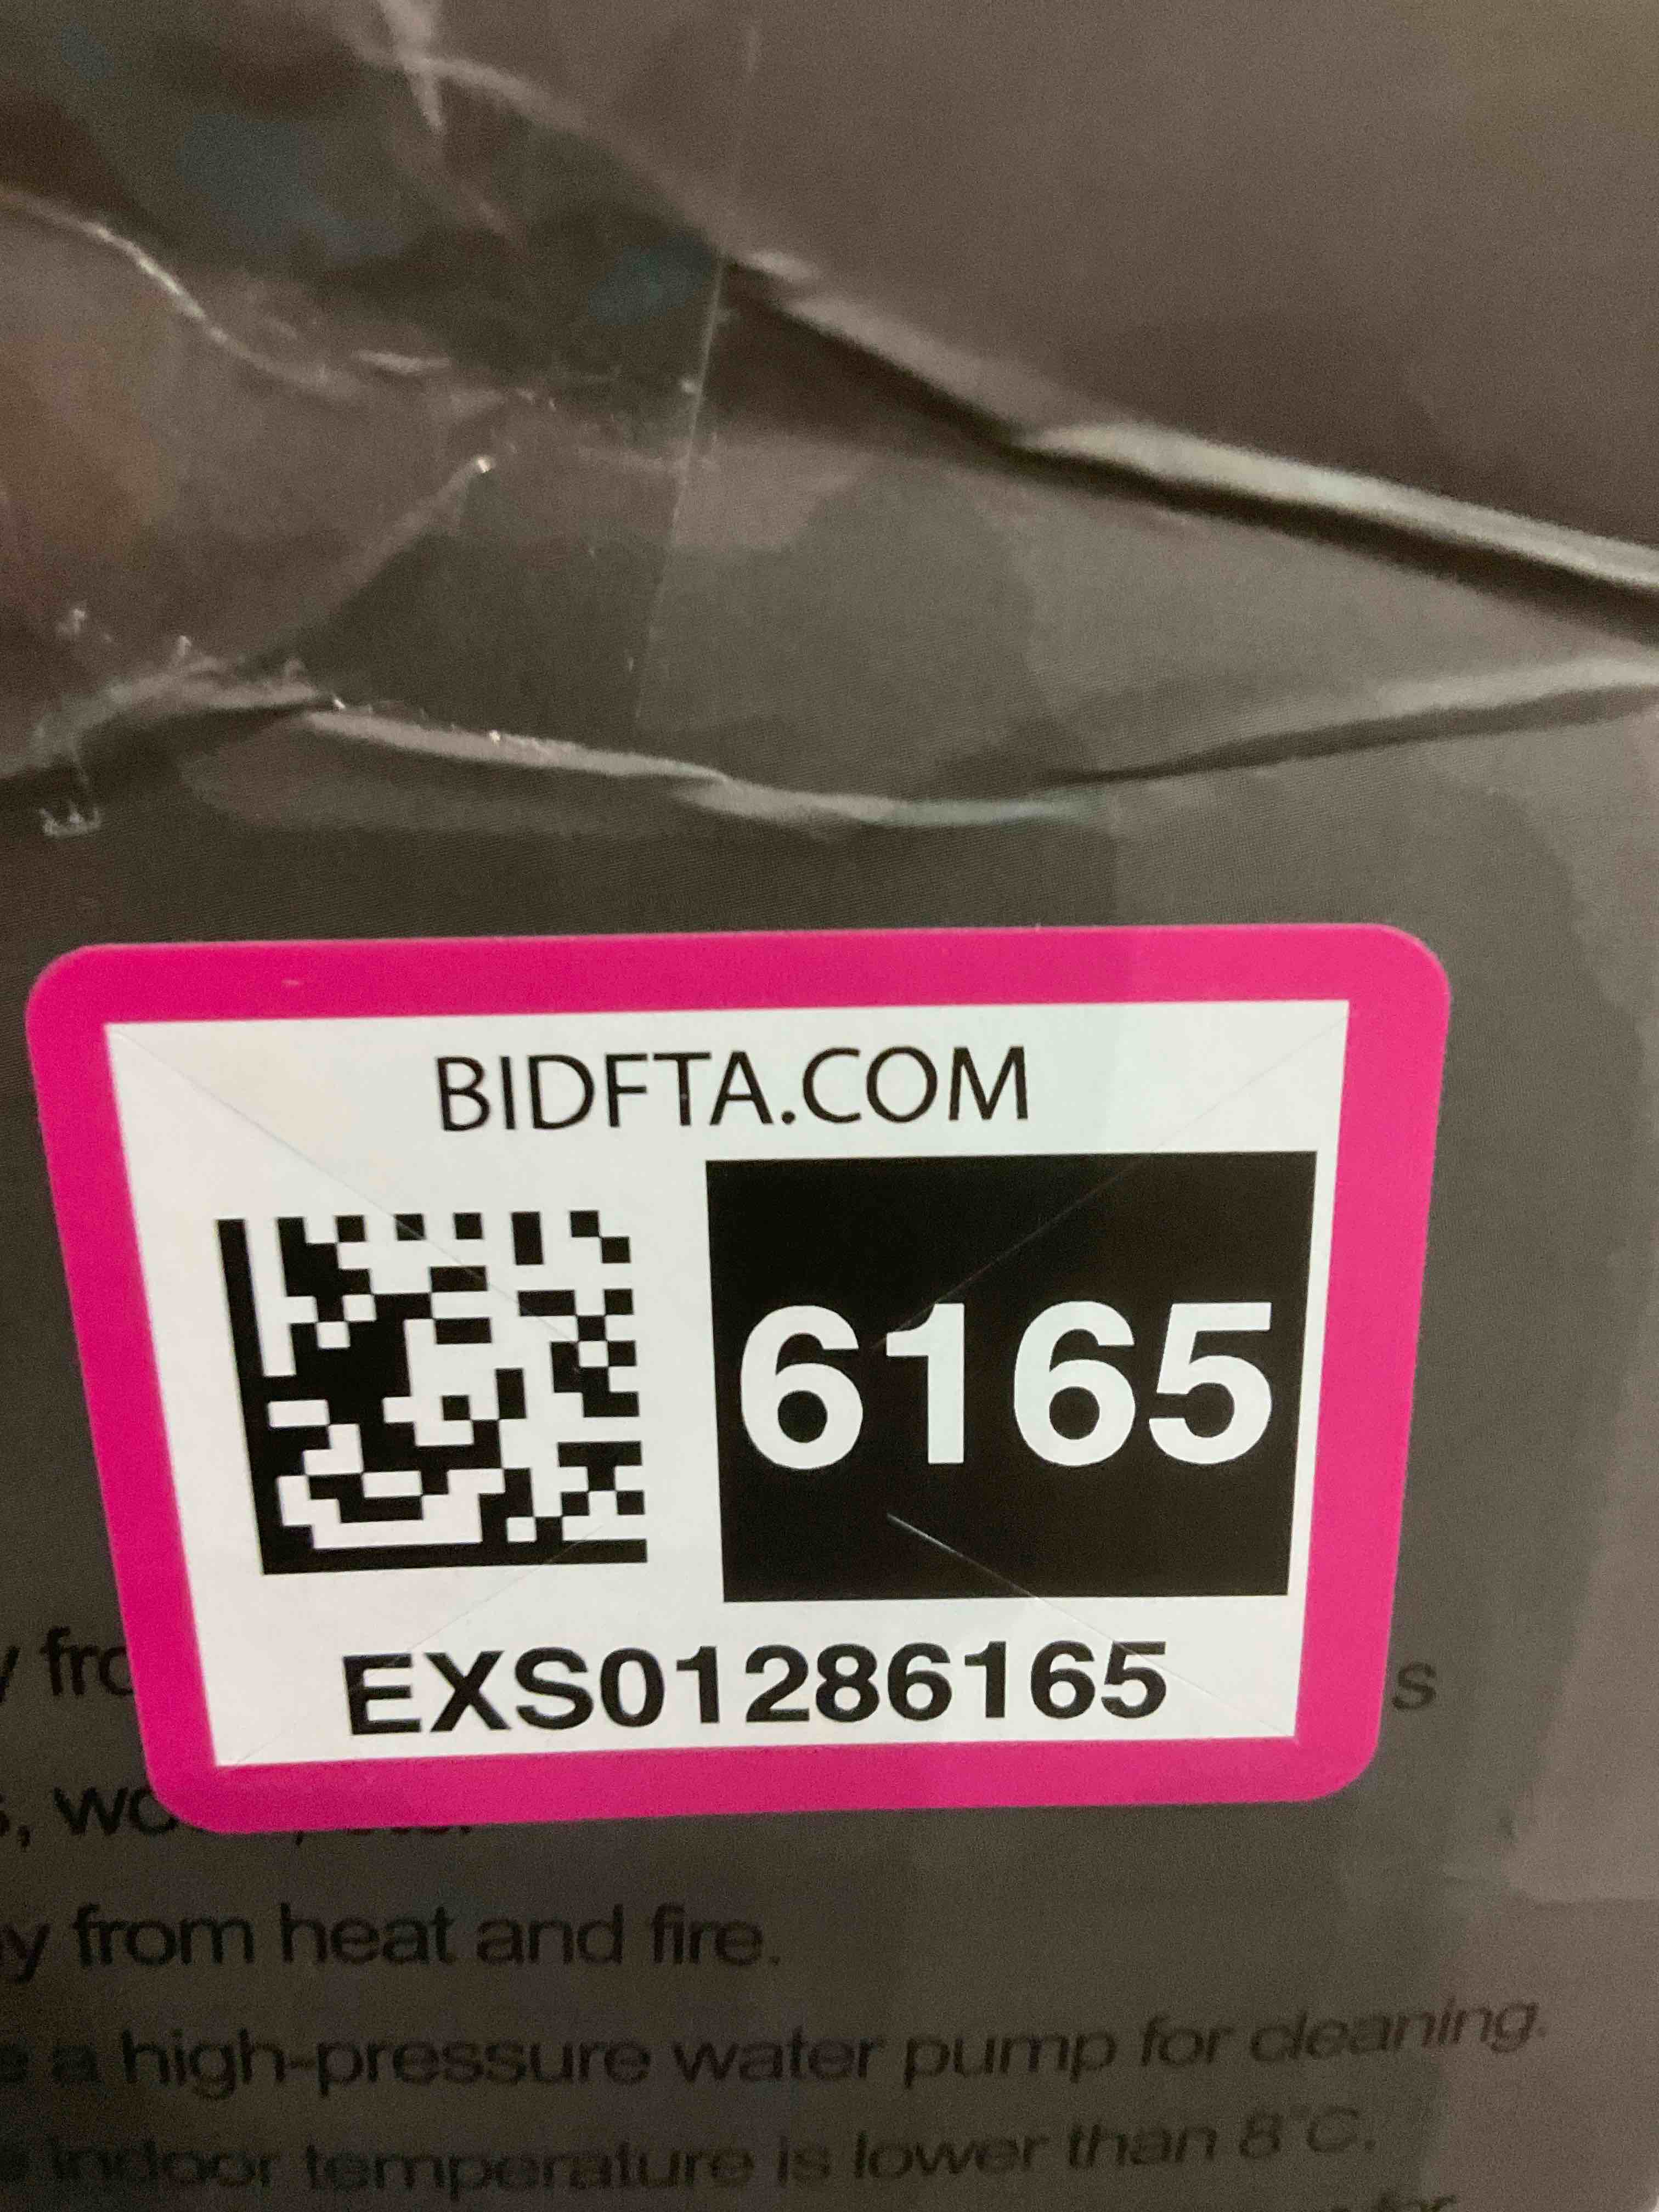 BIDFTA.COM
6165
EXS01286165
s
from heat and fire.
a high-pressure water pump for cleaning.
indoor temperature is lower than 8°C.
for